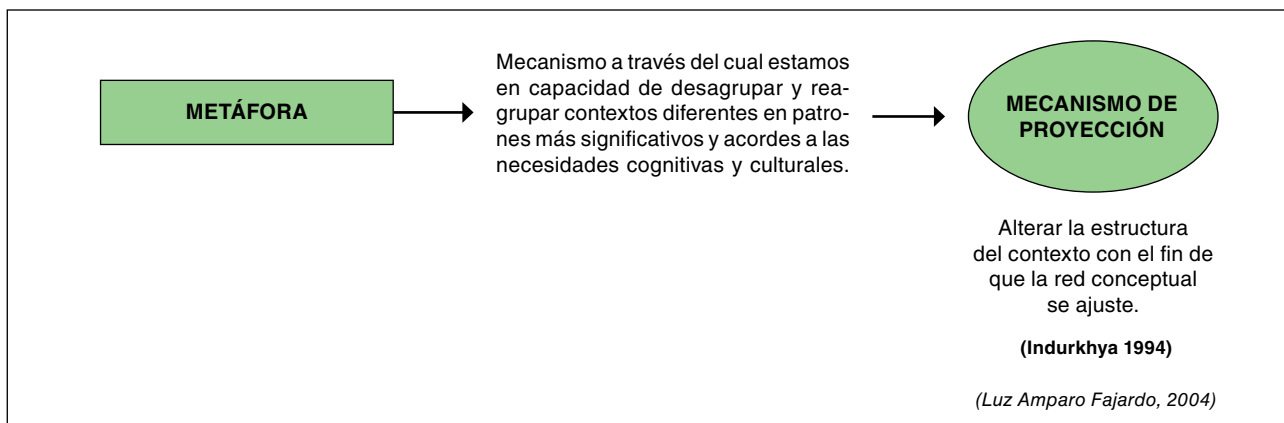 METÁFORA
Mecanismo a través del cual estamos
en capacidad de desagrupar y rea-
grupar contextos diferentes en patro-
nes más significativos y acordes a las
necesidades cognitivas y culturales.
MECANISMO DE
PROYECCIÓN
Alterar la estructura
del contexto con el fin de
que la red conceptual
se ajuste.
(Indurkhya 1994)
(Luz Amparo Fajardo, 2004)